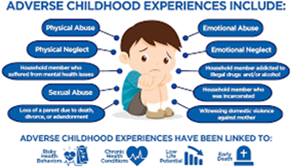 ADVERSE CHILDHOOD EXPERIENCES INCLUDE:
Physical Abuse
Emotional Abuse
Physical Neglect
Emotional Neglect
Household member who
suffered from mental health issues
Household member addicted to
illegal drugs and/or alcohol
Sexual Abuse
Household member who
was incarcerated
Loss of a parent due to death,
divorce, or abandonment
Witnessing domestic violence
against mother
ADVERSE CHILDHOOD EXPERIENCES HAVE BEEN LINKED TO:
Risky
Health
Behaviors
Chronic
Health
Conditions
Low
Life
Potential
Early
Death